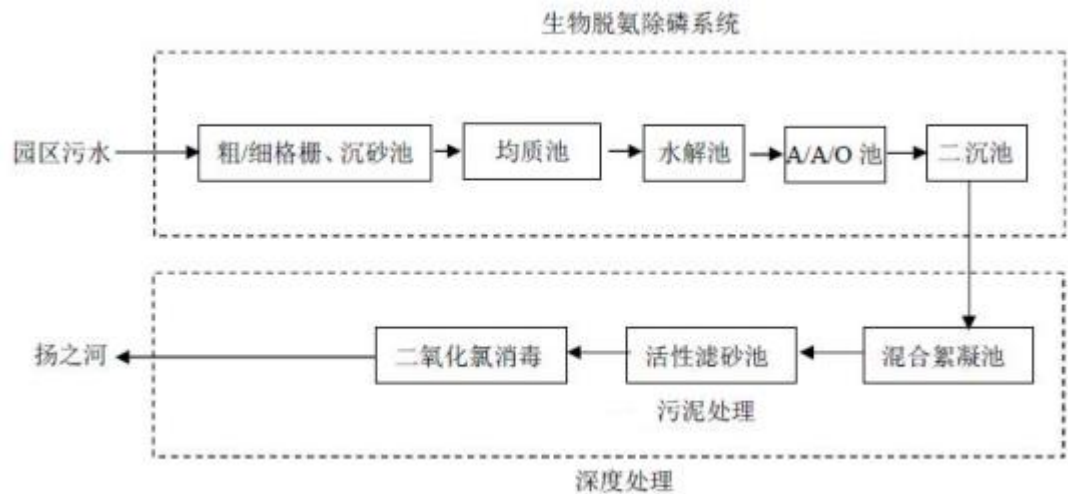 生物脱氨除磷系统
园区污水
粗/细格栅、沉砂池
均质池
水解池
A/A/O 池
二沉池
扬之河
二氧化氯消毒
活性滤砂池
混合絮凝池
污泥处理
深度处理